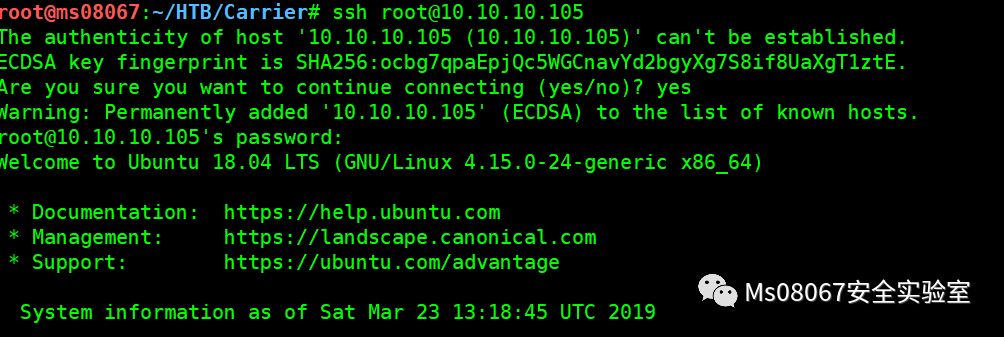 root@ms08067:~/HTB/Carrier# ssh root@10.10.10.105
The authenticity of host '10.10.10.105 (10.10.10.105)' can't be established.
ECDSA key fingerprint is SHA256:ocbg7qpaEpjQc5WGCnavYd2bgyXg7S8if8UaXgT1ztE.
Are you sure you want to continue connecting (yes/no)? yes
Warning: Permanently added '10.10.10.105' (ECDSA) to the list of known hosts.
root@10.10.10.105's password:
Welcome to Ubuntu 18.04 LTS (GNU/Linux 4.15.0-24-generic x86_64)
* Documentation: https://help.ubuntu.com
* Management: https://landscape.canonical.com
* Support: https://ubuntu.com/advantage
Ms08067安全实验室
System information as of Sat Mar 23 13:18:45 UTC 2019